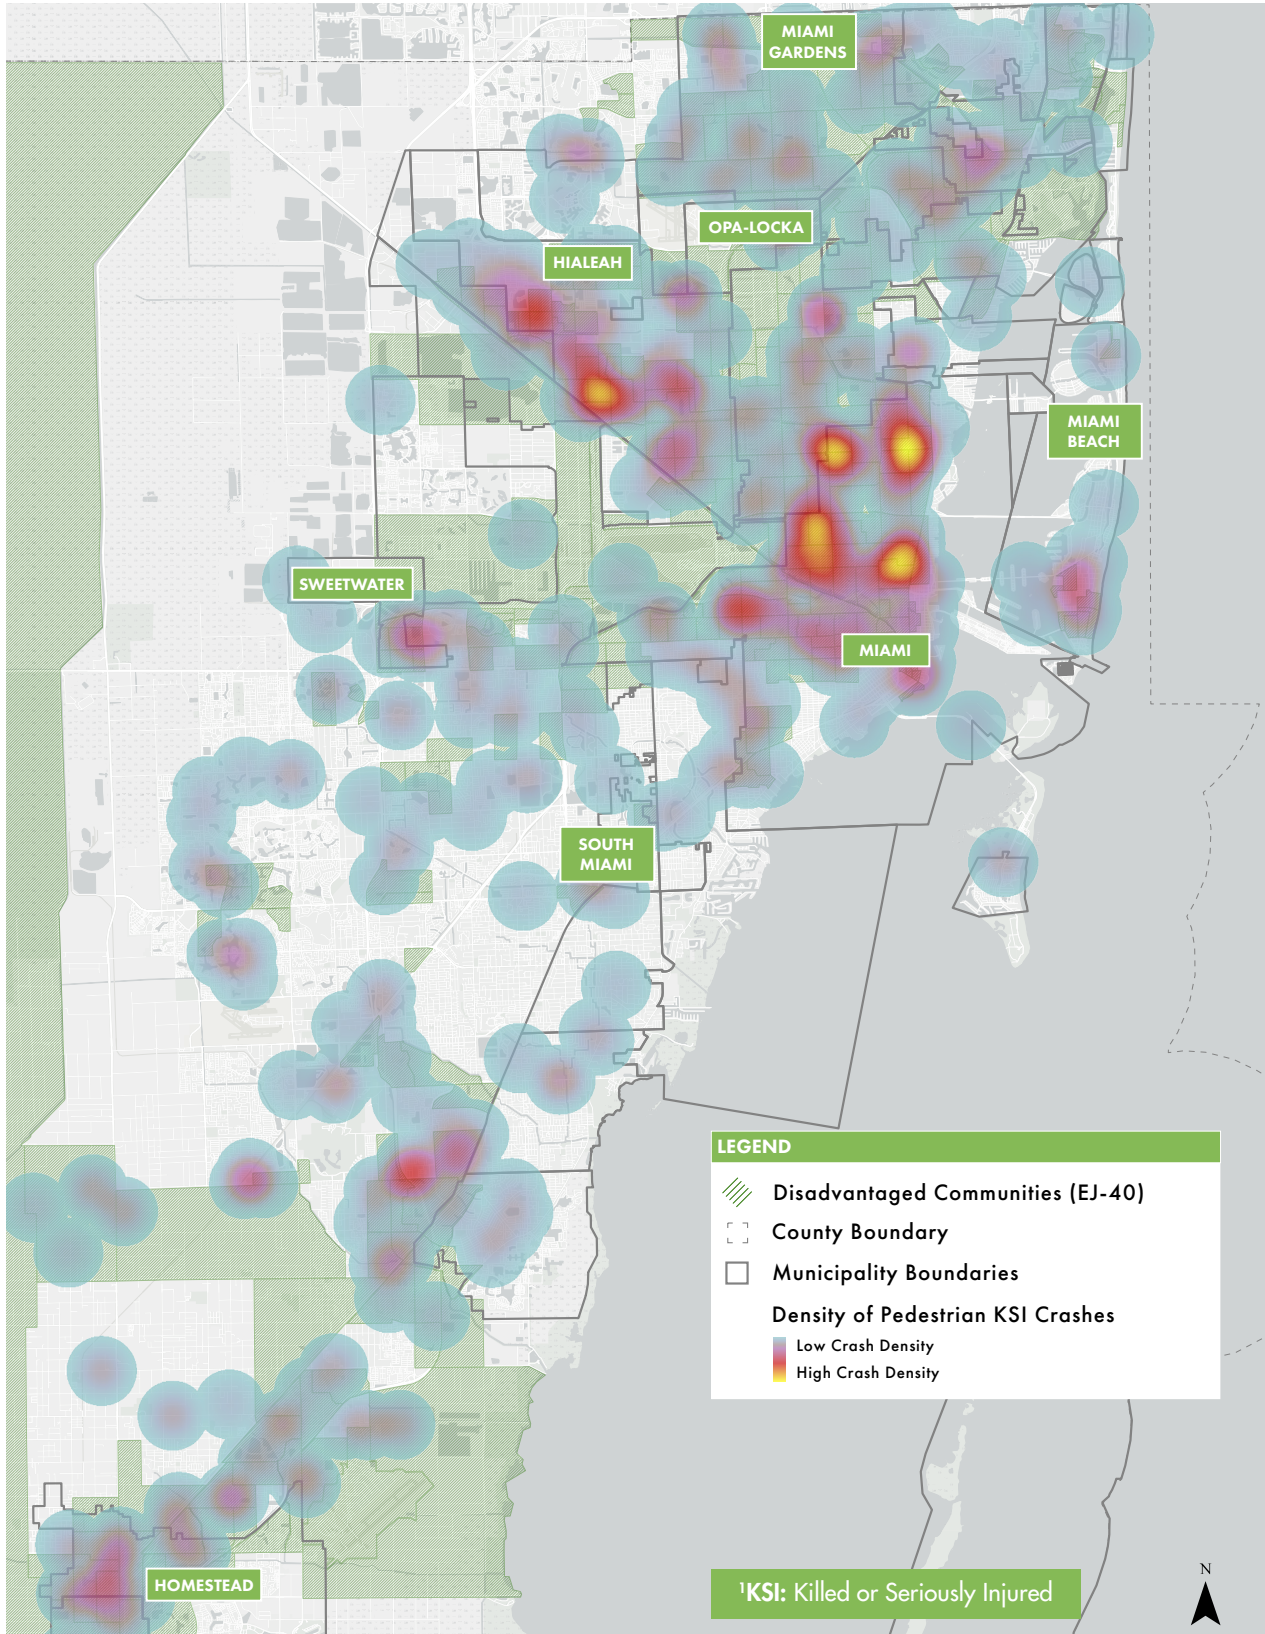 MIAMI
GARDENS
OPA-LOCKA
HIALEAH
MIAMI
BEACH
SWEETWATER
MIAMI
SOUTH
MIAMI
LEGEND
Disadvantaged Communities (EJ-40)
County Boundary
Municipality Boundaries
Density of Pedestrian KSI Crashes
Low Crash Density
High Crash Density
HOMESTEAD
¹KSI: Killed or Seriously Injured
N